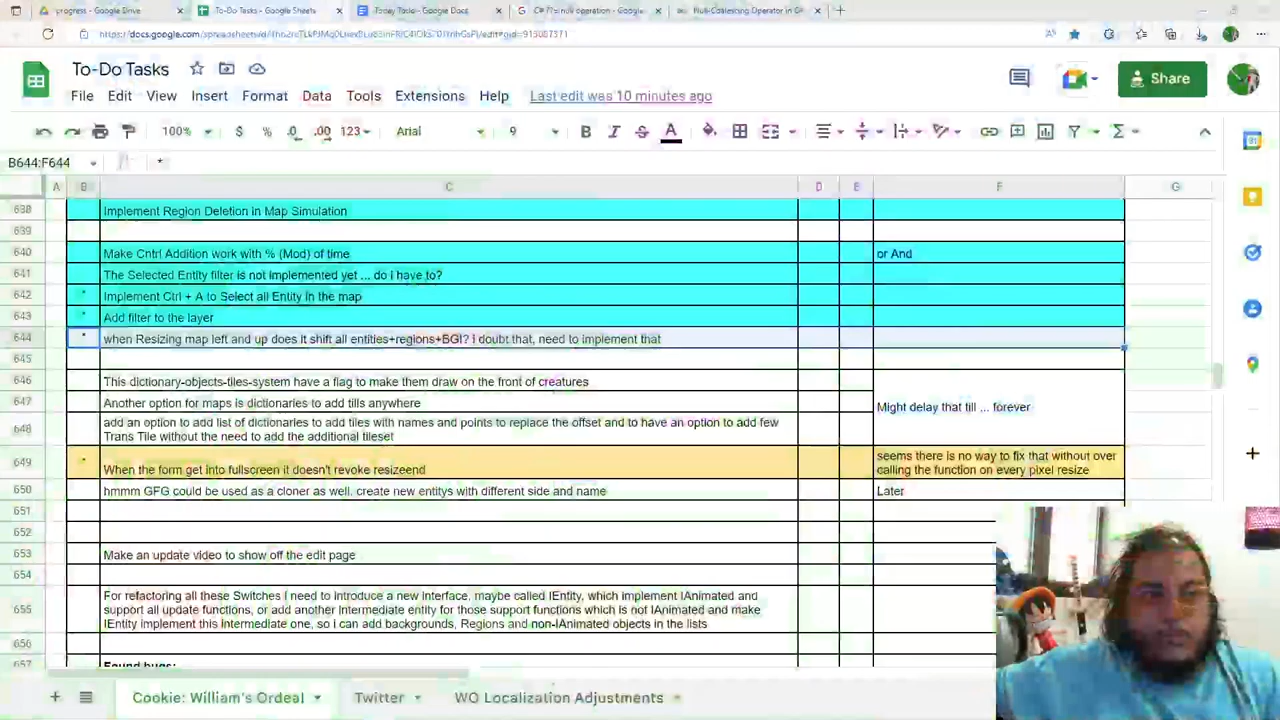 progress - Google Drive
To-Do Tasks - Google Sheets
Today Tasks - Google Docs
To-Do Tasks
File Edit View Insert Format Data Tools Extensions Help Last edit was 10 minutes ago
Share
100% $ % .0 .00 123 Arial 9 B I S A
B644:F644 *
A B C D E F G
638 Implement Region Deletion in Map Simulation
639
640 Make Cntrl Addition work with % (Mod) of time or And
641 The Selected Entity filter is not implemented yet ... do i have to?
642 * Implement Ctrl + A to Select all Entity in the map
643 * Add filter to the layer
644 * when Resizing map left and up does it shift all entities+regions+BG!? I doubt that, need to implement that
645
646 This dictionary-objects-tiles-system have a flag to make them draw on the front of creatures
647 Another option for maps is dictionaries to add tills anywhere
Might delay that till ... forever
648 add an option to add list of dictionaries to add tiles with names and points to replace the offset and to have an option to add few
Trans Tile without the need to add the additional tileset
649 * When the form get into fullscreen it doesn't revoke resizeend
seems there is no way to fix that without over
calling the function on every pixel resize
650 hmmm GFG could be used as a cloner as well. create new entitys with different side and name Later
651
652
653 Make an update video to show off the edit page
654
655 For refactoring all these Switches I need to introduce a new interface, maybe called IEntity, which implement IAnimated and
support all update functions, or add another intermediate entity for those support functions which is not IAnimated and make
IEntity implement this intermediate one, so i can add backgrounds, Regions and non-IAnimated objects in the lists
656
657 Found bugs:
+ Cookie: William's Ordeal Twitter WO Localization Adjustments